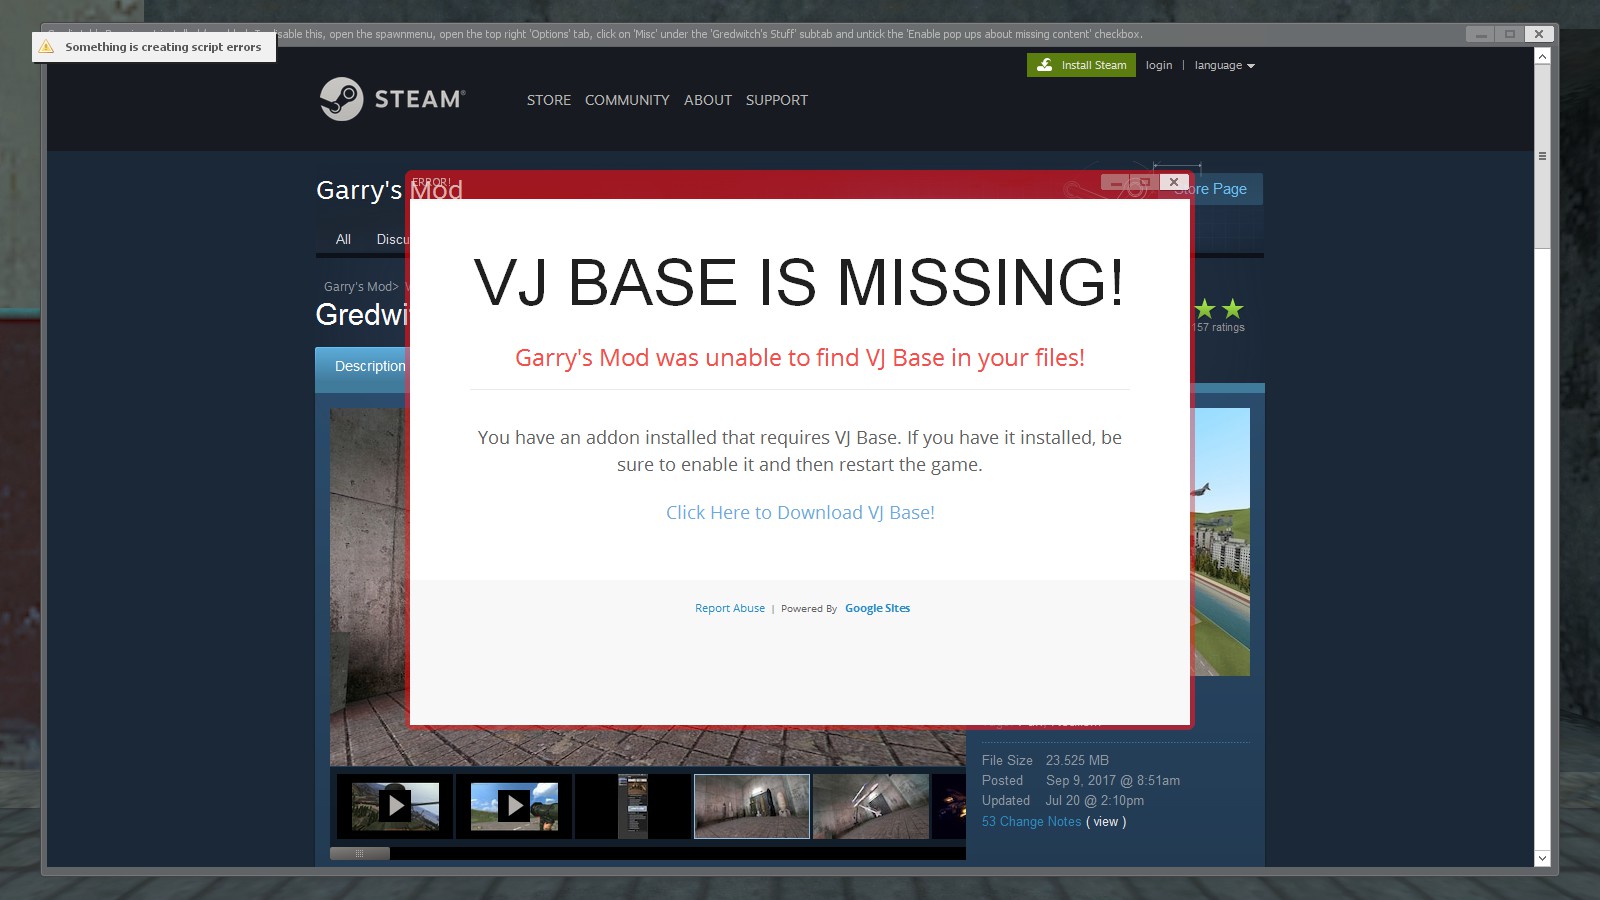 Something is creating script errors
disable this, open the spawnmenu, open the top right 'Options' tab, click on 'Misc' under the 'Gredwitch's Stuff' subtab and untick the 'Enable pop ups about missing content' checkbox.
Install Steam
login | language
STEAM®
STORE COMMUNITY ABOUT SUPPORT
Garry's Mod
Store Page
ERROR!
All Discu
Garry's Mod>
Gredwi
157 ratings
Description
VJ BASE IS MISSING!
Garry's Mod was unable to find VJ Base in your files!
You have an addon installed that requires VJ Base. If you have it installed, be
sure to enable it and then restart the game.
Click Here to Download VJ Base!
Report Abuse | Powered By Google Sites
File Size 23.525 MB
Posted Sep 9, 2017 @ 8:51am
Updated Jul 20 @ 2:10pm
53 Change Notes ( view )